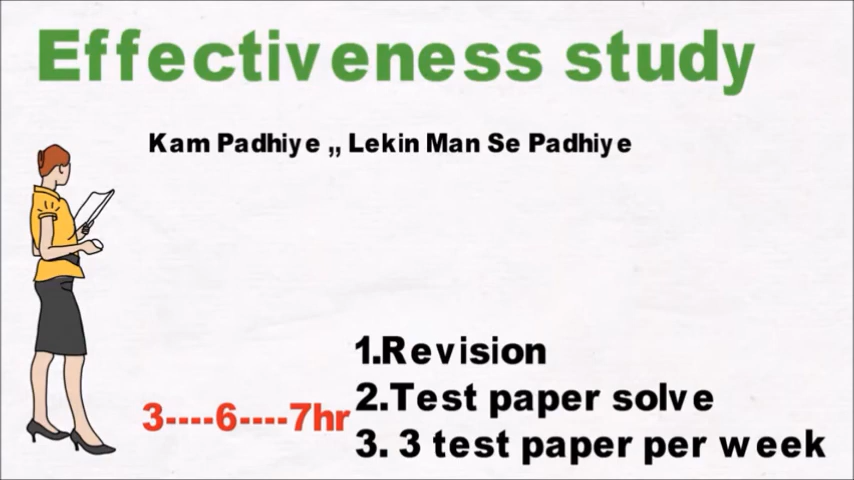 Effectiveness study
Kam Padhiye ,, Lekin Man Se Padhiye
1.Revision
2.Test paper solve
3----6----7hr
3. 3 test paper per week